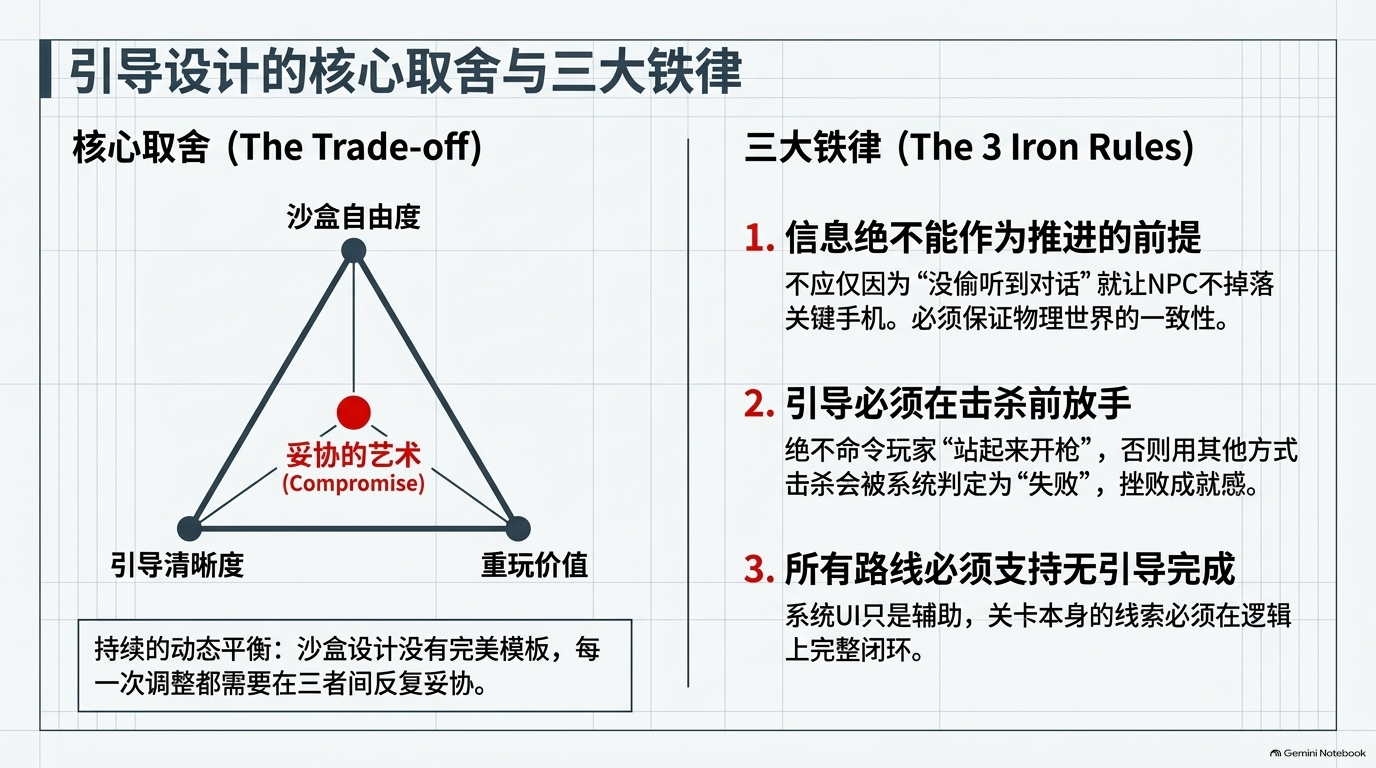 引导设计的核心取舍与三大铁律
核心取舍 (The Trade-off)
沙盒自由度
妥协的艺术
(Compromise)
引导清晰度
重玩价值
持续的动态平衡：沙盒设计没有完美模板，每
一次调整都需要在三者间反复妥协。
三大铁律 (The 3 Iron Rules)
1. 信息绝不能作为推进的前提
不应仅因为“没偷听到对话”就让NPC不掉落
关键手机。必须保证物理世界的一致性。
2. 引导必须在击杀前放手
绝不命令玩家“站起来开枪”，否则用其他方式
击杀会被系统判定为“失败”，挫败成就感。
3. 所有路线必须支持无引导完成
系统UI只是辅助，关卡本身的线索必须在逻辑
上完整闭环。
Gemini Notebook